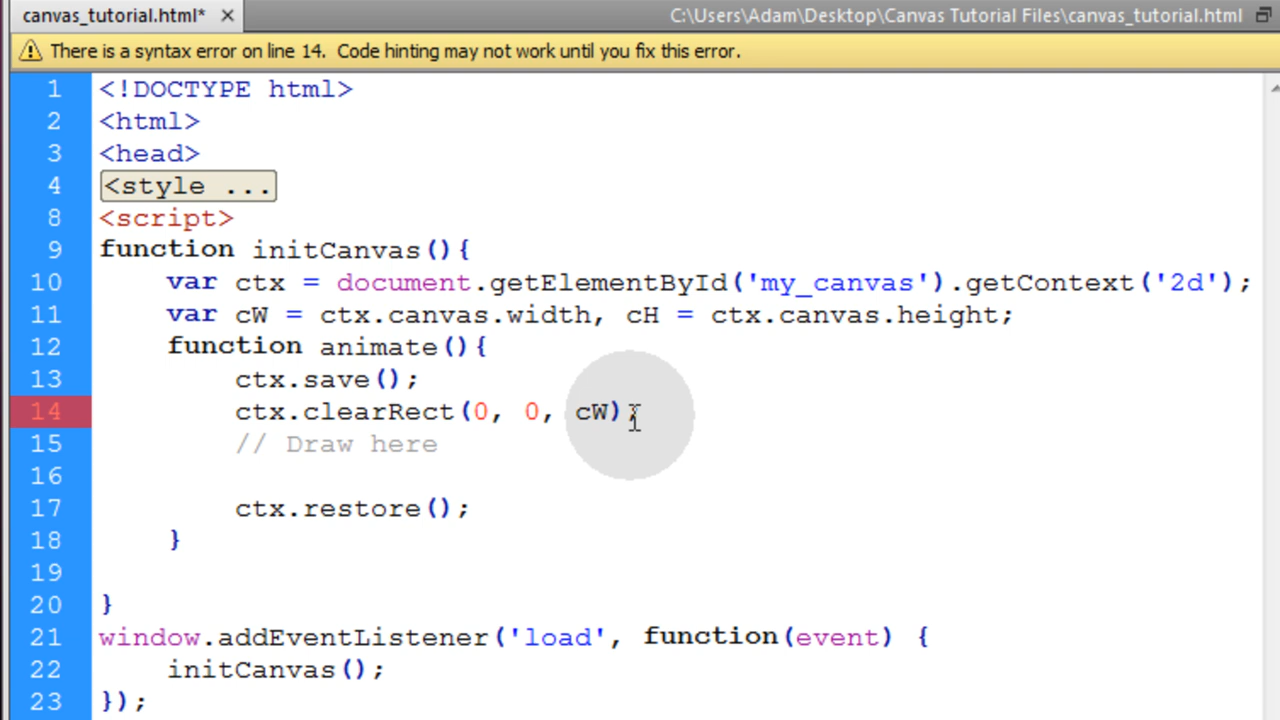 canvas_tutorial.html* C:\Users\Adam\Desktop\Canvas Tutorial Files\canvas_tutorial.html
There is a syntax error on line 14. Code hinting may not work until you fix this error.
1 <!DOCTYPE html>
2 <html>
3 <head>
4 <style ...
8 <script>
9 function initCanvas(){
10 var ctx = document.getElementById('my_canvas').getContext('2d');
11 var cW = ctx.canvas.width, cH = ctx.canvas.height;
12 function animate(){
13 ctx.save();
14 ctx.clearRect(0, 0, cW);
15 // Draw here
16
17 ctx.restore();
18 }
19
20 }
21 window.addEventListener('load', function(event) {
22 initCanvas();
23 });